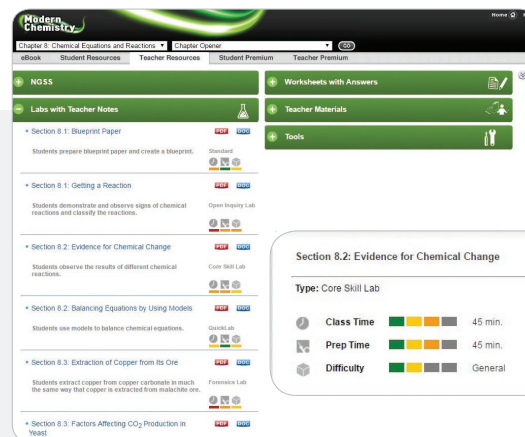 Modern
Chemistry
Home
Chapter 8: Chemical Equations and Reactions
Chapter Opener
GO
eBook
Student Resources
Teacher Resources
Student Premium
Teacher Premium
NGSS
Labs with Teacher Notes
Section 8.1: Blueprint Paper
PDF DOC
Students prepare blueprint paper and create a blueprint.
Standard
Section 8.1: Getting a Reaction
PDF DOC
Students demonstrate and observe signs of chemical
reactions and classify the reactions.
Open Inquiry Lab
Section 8.2: Evidence for Chemical Change
PDF DOC
Students observe the results of different chemical
reactions.
Core Skill Lab
Section 8.2: Balancing Equations by Using Models
PDF DOC
Students use models to balance chemical equations.
QuickLab
Section 8.3: Extraction of Copper from Its Ore
PDF DOC
Students extract copper from copper carbonate in much
the same way that copper is extracted from malachite ore.
Forensics Lab
Section 8.3: Factors Affecting CO2 Production in
Yeast
PDF DOC
Worksheets with Answers
Teacher Materials
Tools
Section 8.2: Evidence for Chemical Change
Type: Core Skill Lab
Class Time 45 min.
Prep Time 45 min.
Difficulty General